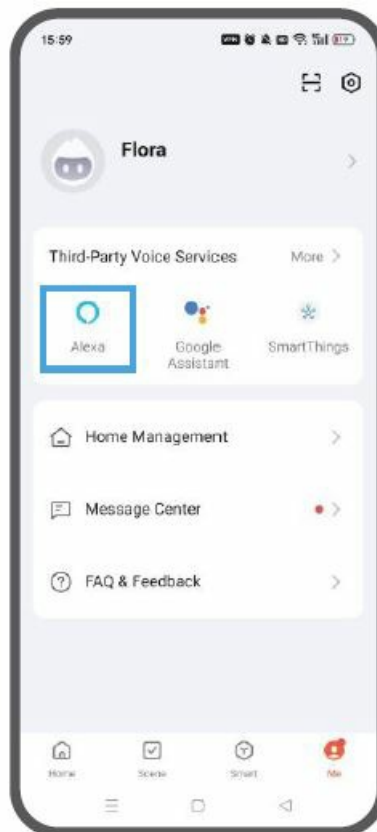 15:59
Flora
Third-Party Voice Services More
Alexa Google Assistant SmartThings
Home Management
Message Center
FAQ & Feedback
Home Scene Smart Me